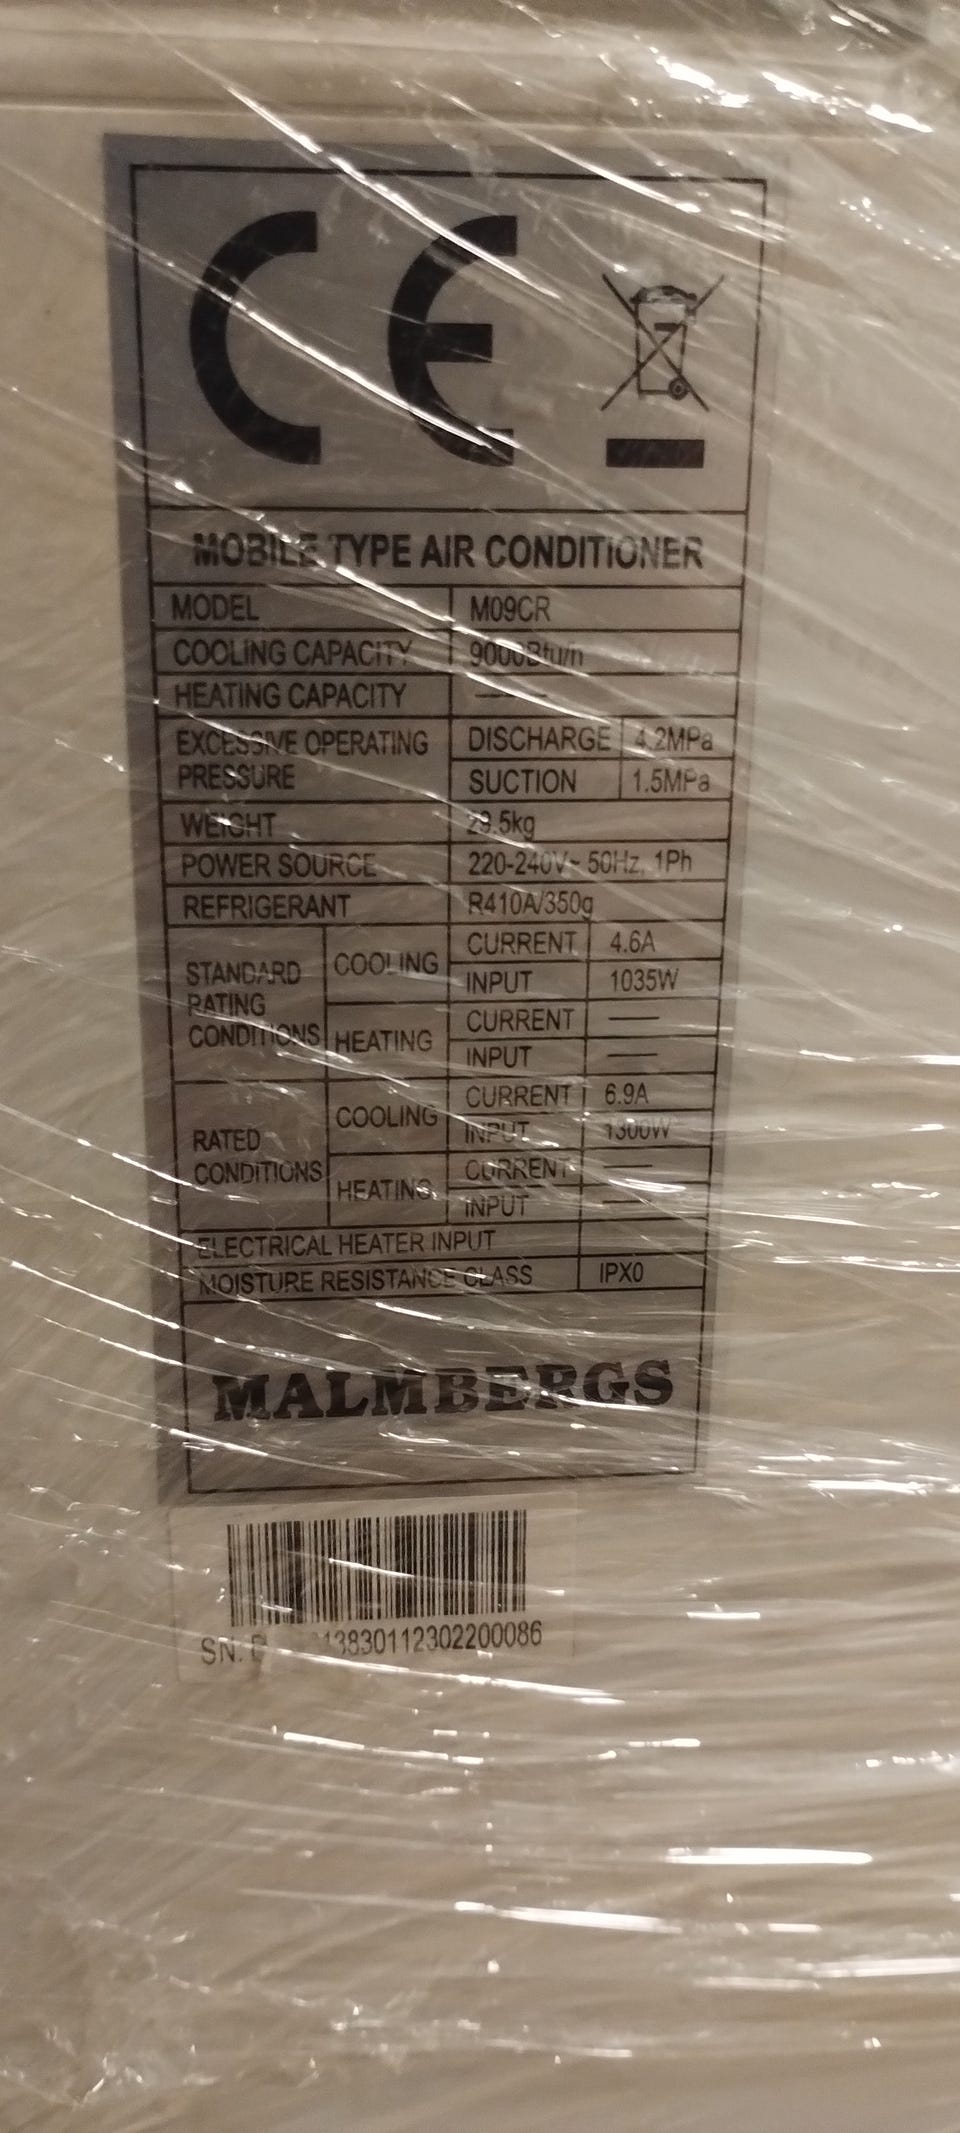 CE
MOBILE TYPE AIR CONDITIONER
MODEL M09CR
COOLING CAPACITY 9000Btu/h
HEATING CAPACITY —
EXCESSIVE OPERATING PRESSURE DISCHARGE 4.2MPa
SUCTION 1.5MPa
WEIGHT
POWER SOURCE 220-240V~ 50Hz, 1Ph
REFRIGERANT R410A/350g
STANDARD RATING CONDITIONS COOLING CURRENT 4.6A
INPUT 1035W
HEATING CURRENT —
INPUT —
RATED CONDITIONS COOLING CURRENT 6.9A
INPUT 1300W
HEATING CURRENT —
INPUT —
ELECTRICAL HEATER INPUT
MOISTURE RESISTANCE CLASS IPX0
MALMBERGS
SN.